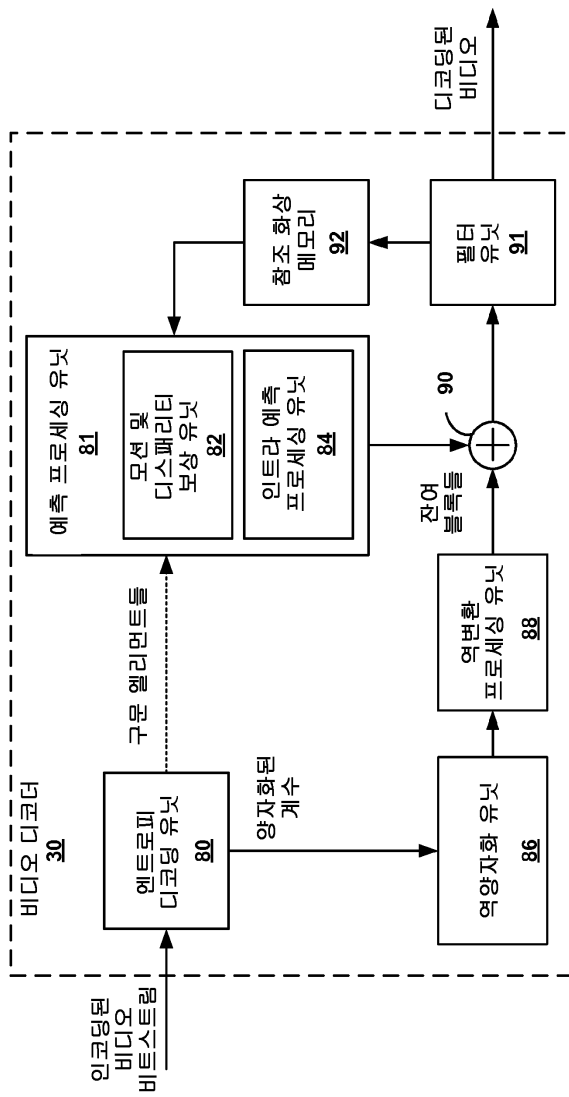 인코딩된
비디오
비트스트림
비디오 디코더
30
엔트로피
디코딩 유닛
80
구문 엘리먼트들
양자화된
계수
예측 프로세싱 유닛
81
모션 및
디스패리티
보상 유닛
82
인트라 예측
프로세싱 유닛
84
참조 화상
메모리
92
역양자화 유닛
86
역변환
프로세싱 유닛
88
잔여
블록들
90
필터
유닛
91
디코딩된
비디오